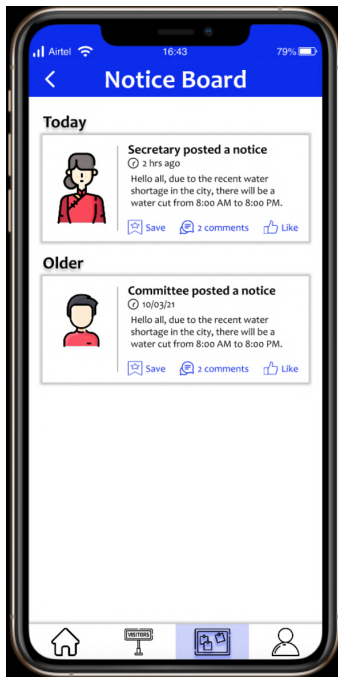 Airtel 16:43 79%
Notice Board
Today
Secretary posted a notice
2 hrs ago
Hello all, due to the recent water
shortage in the city, there will be a
water cut from 8:00 AM to 8:00 PM.
Save 2 comments Like
Older
Committee posted a notice
10/03/21
Hello all, due to the recent water
shortage in the city, there will be a
water cut from 8:00 AM to 8:00 PM.
Save 2 comments Like
VISITORS